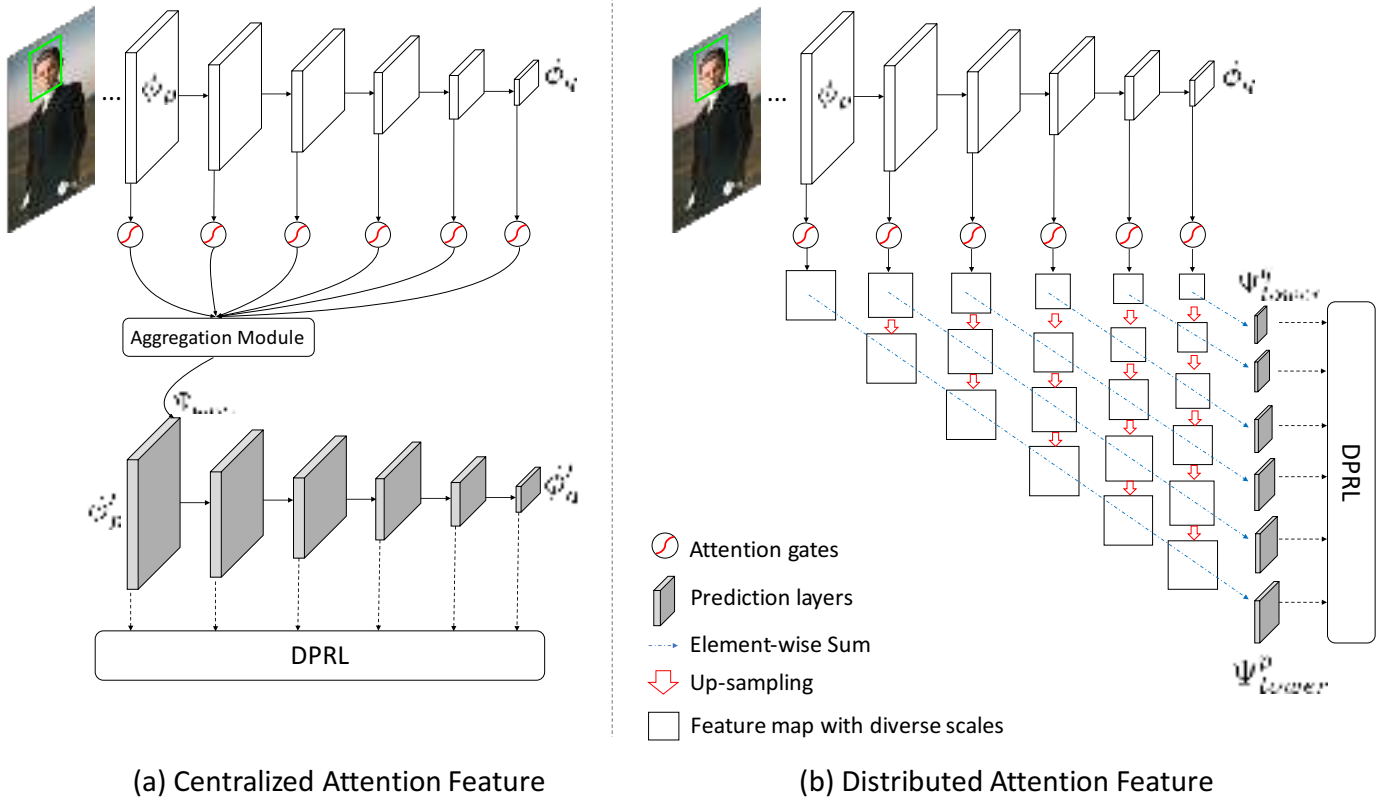 ...
...
Aggregation Module
DPRL
DPRL
Attention gates
Prediction layers
Element-wise Sum
Up-sampling
Feature map with diverse scales
(a) Centralized Attention Feature
(b) Distributed Attention Feature